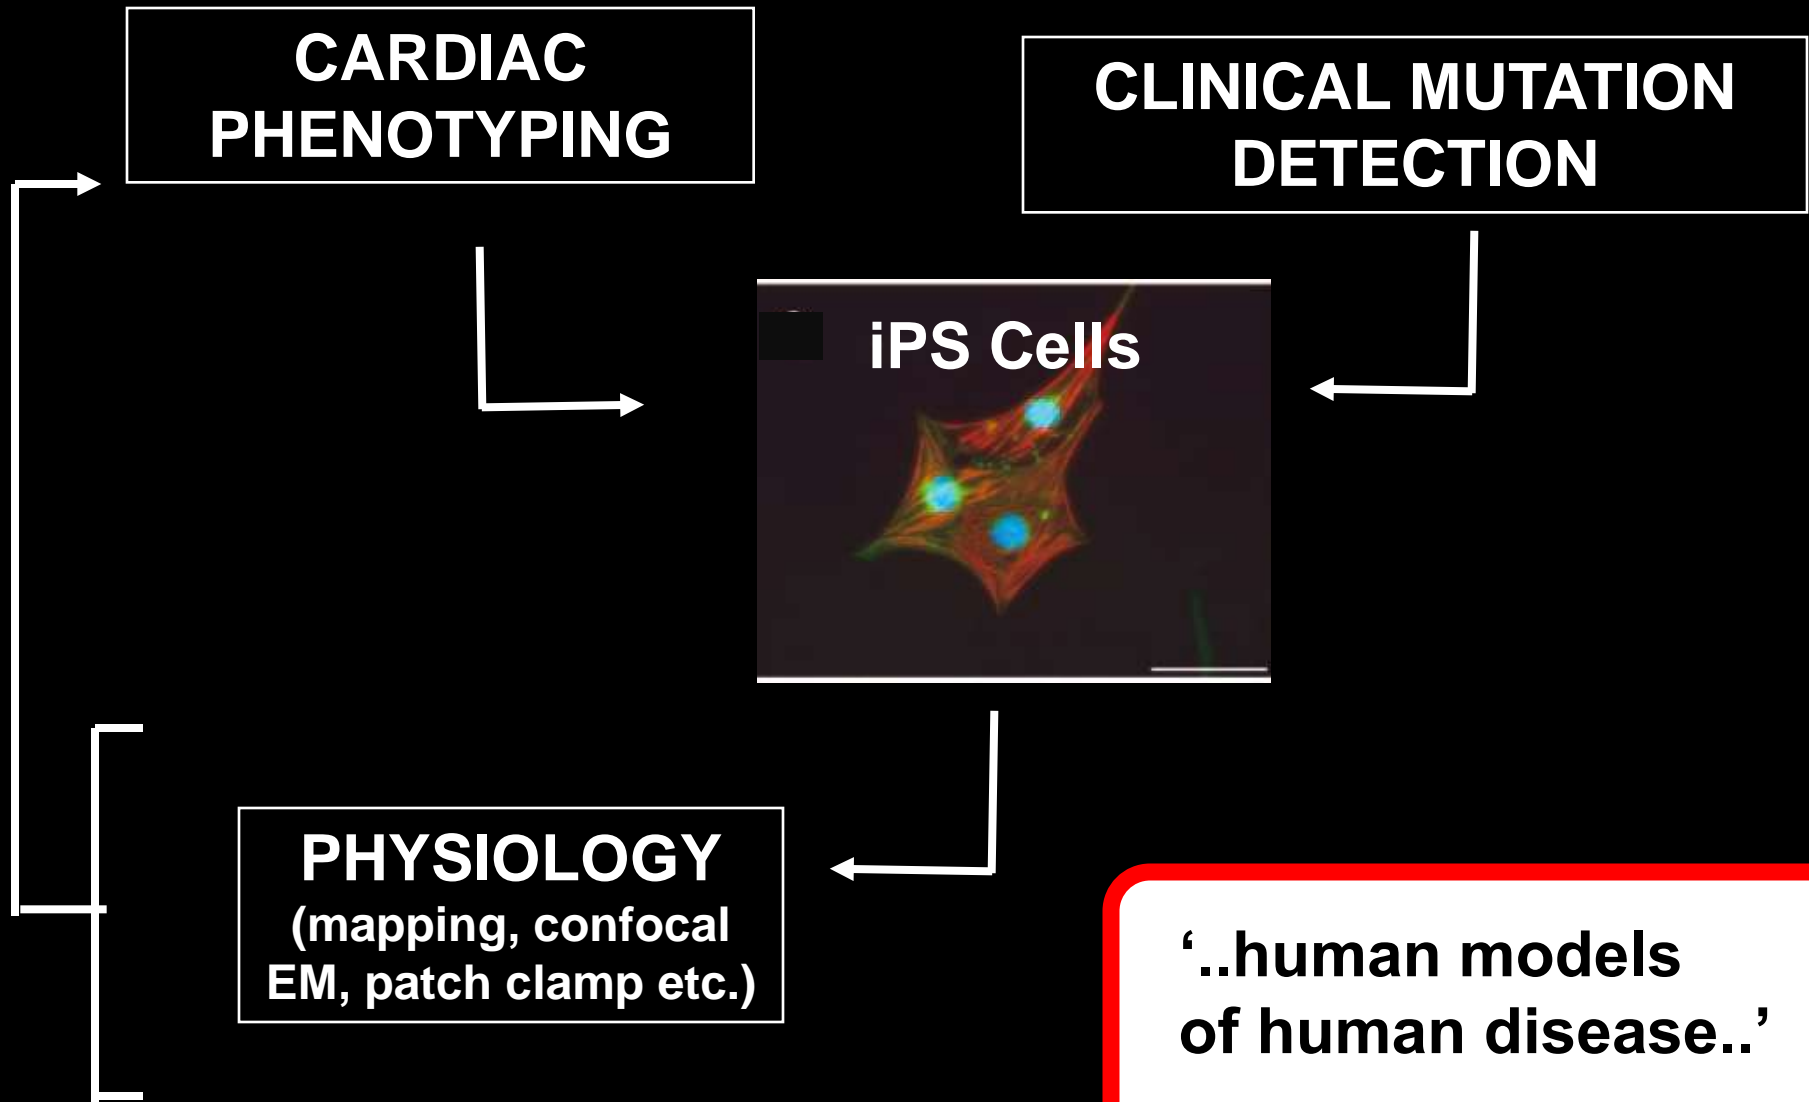 CARDIAC
PHENOTYPING
CLINICAL MUTATION
DETECTION
iPS Cells
PHYSIOLOGY
(mapping, confocal
EM, patch clamp etc.)
‘..human models
of human disease..’